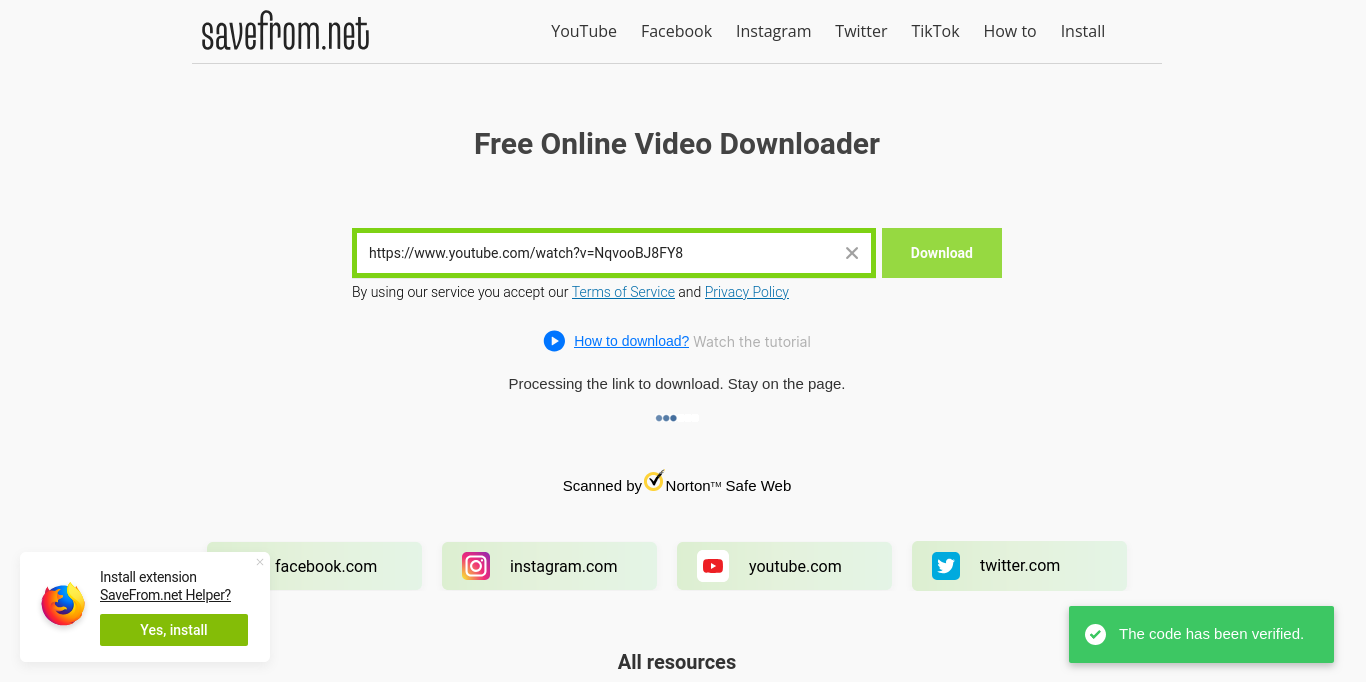 savefrom.net
YouTube Facebook Instagram Twitter TikTok How to Install
Free Online Video Downloader
https://www.youtube.com/watch?v=NqvooBJ8FY8
Download
By using our service you accept our Terms of Service and Privacy Policy
How to download? Watch the tutorial
Processing the link to download. Stay on the page.
Scanned by Norton™ Safe Web
facebook.com
instagram.com
youtube.com
twitter.com
Install extension
SaveFrom.net Helper?
Yes, install
The code has been verified.
All resources